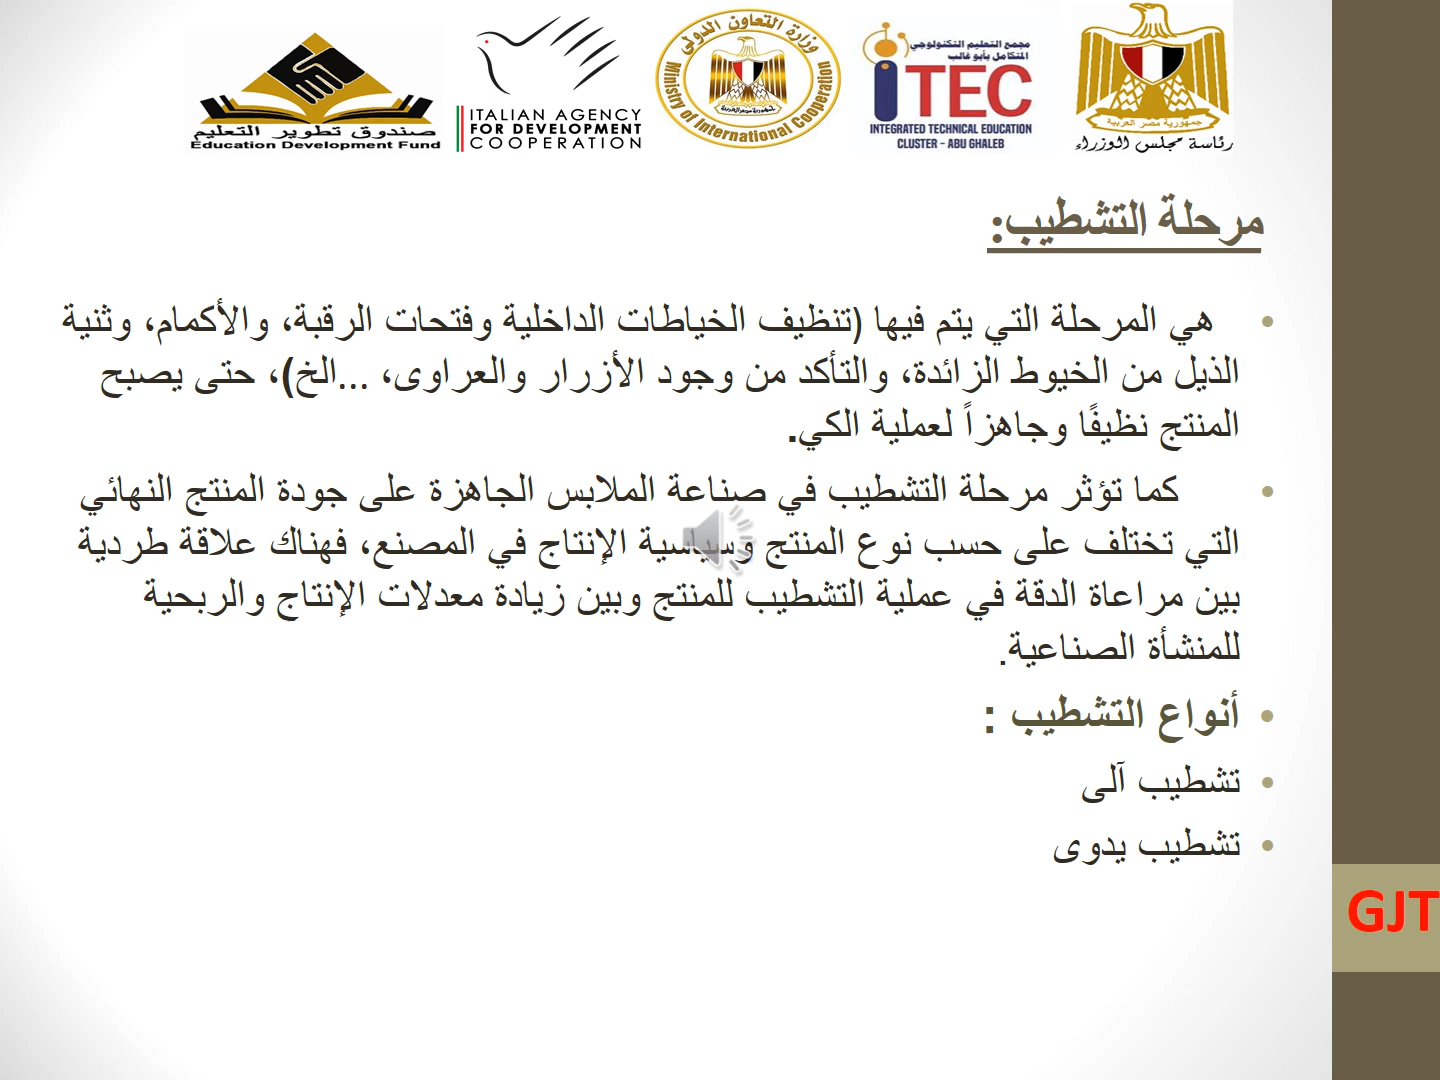 صندوق تطوير التعليم
Education Development Fund
ITALIAN AGENCY
FOR DEVELOPMENT
COOPERATION
وزارة التعاون الدولى
Ministry of International Cooperation
مجمع التعليم التكنولوجي
المتكامل بأبو غالب
iTEC
INTEGRATED TECHNICAL EDUCATION
CLUSTER - ABU GHALEB
جمهورية مصر العربية
رئاسة مجلس الوزراء
مرحلة التشطيب:
• هي المرحلة التي يتم فيها (تنظيف الخياطات الداخلية وفتحات الرقبة، والأكمام، وثنية
الذيل من الخيوط الزائدة، والتأكد من وجود الأزرار والعراوى، ...الخ)، حتى يصبح
المنتج نظيفًا وجاهزاً لعملية الكي.
• كما تؤثر مرحلة التشطيب في صناعة الملابس الجاهزة على جودة المنتج النهائي
التي تختلف على حسب نوع المنتج وسياسية الإنتاج في المصنع، فهناك علاقة طردية
بين مراعاة الدقة في عملية التشطيب للمنتج وبين زيادة معدلات الإنتاج والربحية
للمنشأة الصناعية.
• أنواع التشطيب :
• تشطيب آلى
• تشطيب يدوى
GJT